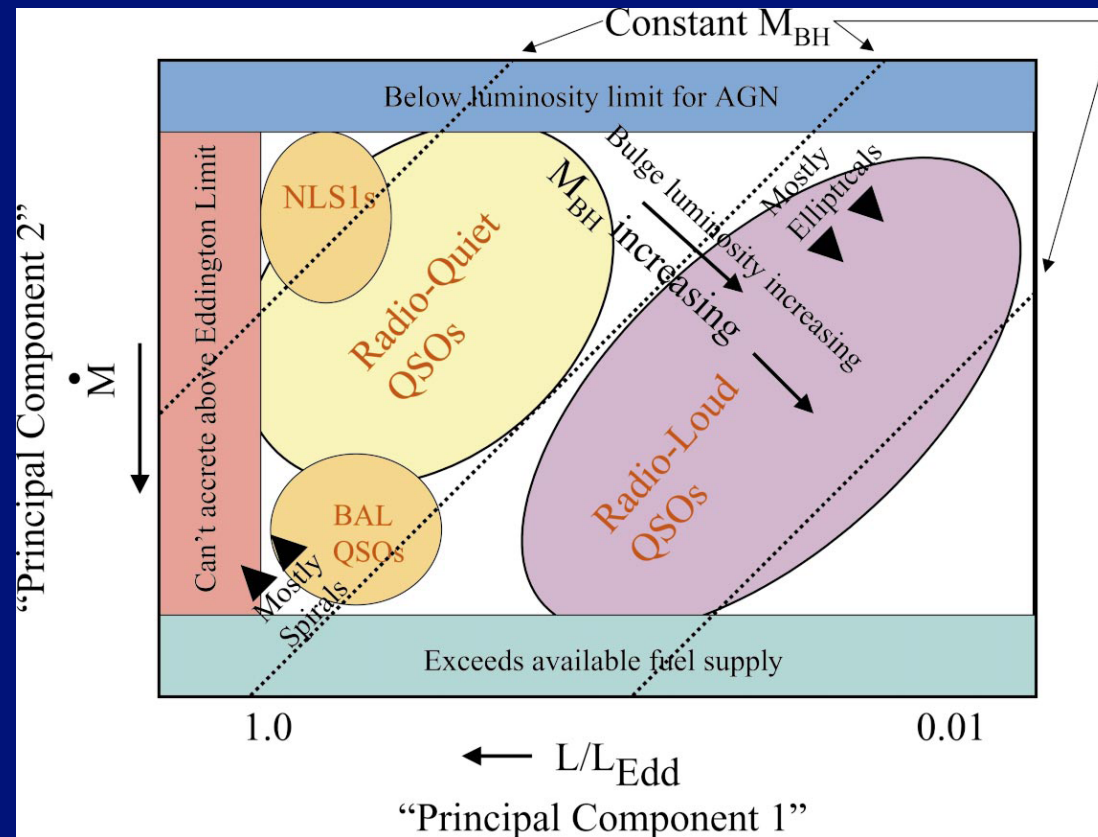 Constant M_BH
Below luminosity limit for AGN
Can't accrete above Eddington Limit
NLS1s
Radio-Quiet
QSOs
M_BH increasing
Bulge luminosity increasing
Mostly
Ellipticals
Radio-Loud
QSOs
BAL
QSOs
Mostly
Spirals
Exceeds available fuel supply
“Principal Component 2”
Ṁ
1.0
0.01
L/L_Edd
“Principal Component 1”